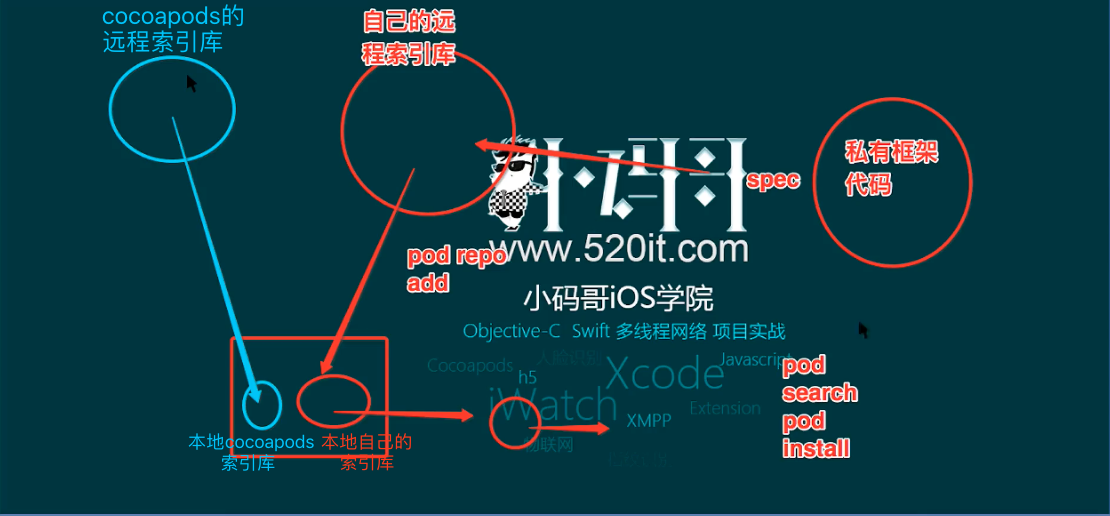 cocoapods的
远程索引库
自己的远
程索引库
私有框架
代码
小码哥
spec
www.520it.com
pod repo
add
小码哥iOS学院
Objective-C Swift 多线程网络 项目实战
Cocoapods
人脸识别
Xcode
Javascript
h5
iWatch
XMPP
Extension
物联网
pod
search
pod
install
本地cocoapods
索引库
本地自己的
索引库